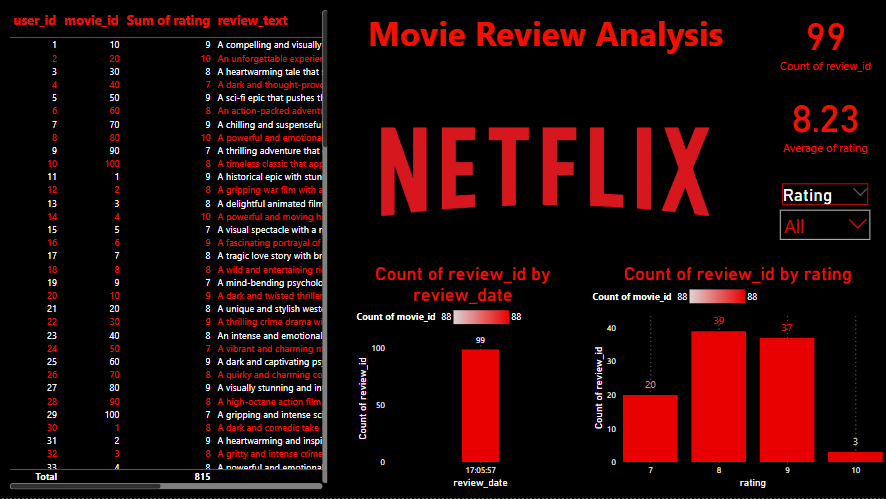 user_id movie_id Sum of rating review_text
1 10 9 A compelling and visually
2 20 10 An unforgettable experien
3 30 8 A heartwarming tale that
4 40 7 A dark and thought-provo
5 50 9 A sci-fi epic that pushes th
6 60 8 An action-packed adventu
7 70 9 A chilling and suspenseful
8 80 10 A powerful and emotional
9 90 7 A thrilling adventure that
10 100 8 A timeless classic that app
11 1 9 A historical epic with stun
12 2 8 A gripping war film with a
13 3 8 A delightful animated film
14 4 10 A powerful and moving hi
15 5 7 A visual spectacle with a r
16 6 9 A fascinating portrayal of
17 7 8 A tragic love story with br
18 8 8 A wild and entertaining ri
19 9 7 A mind-bending psycholo
20 10 9 A dark and twisted thriller
21 20 8 A unique and stylish weste
22 30 9 A thrilling crime drama wi
23 40 8 An intense and emotional
24 50 7 A vibrant and charming m
25 60 9 A dark and captivating psy
26 70 8 A quirky and charming co
27 80 9 A visually stunning and in
28 90 8 A high-octane action film
29 100 7 A gripping and intense sci
30 1 8 A dark and comedic take
31 2 9 A heartwarming and inspi
32 3 8 A gritty and intense crime
33 4 8 A powerful and emotional
Total 815
Movie Review Analysis
NETFLIX
99
Count of review_id
8.23
Average of rating
Rating
All
Count of review_id by
review_date
Count of movie_id 88 88
Count of review_id
100
50
0
99
17:05:57
review_date
Count of review_id by rating
Count of movie_id 88 88
Count of review_id
40
30
20
10
0
20
39
37
3
7 8 9 10
rating